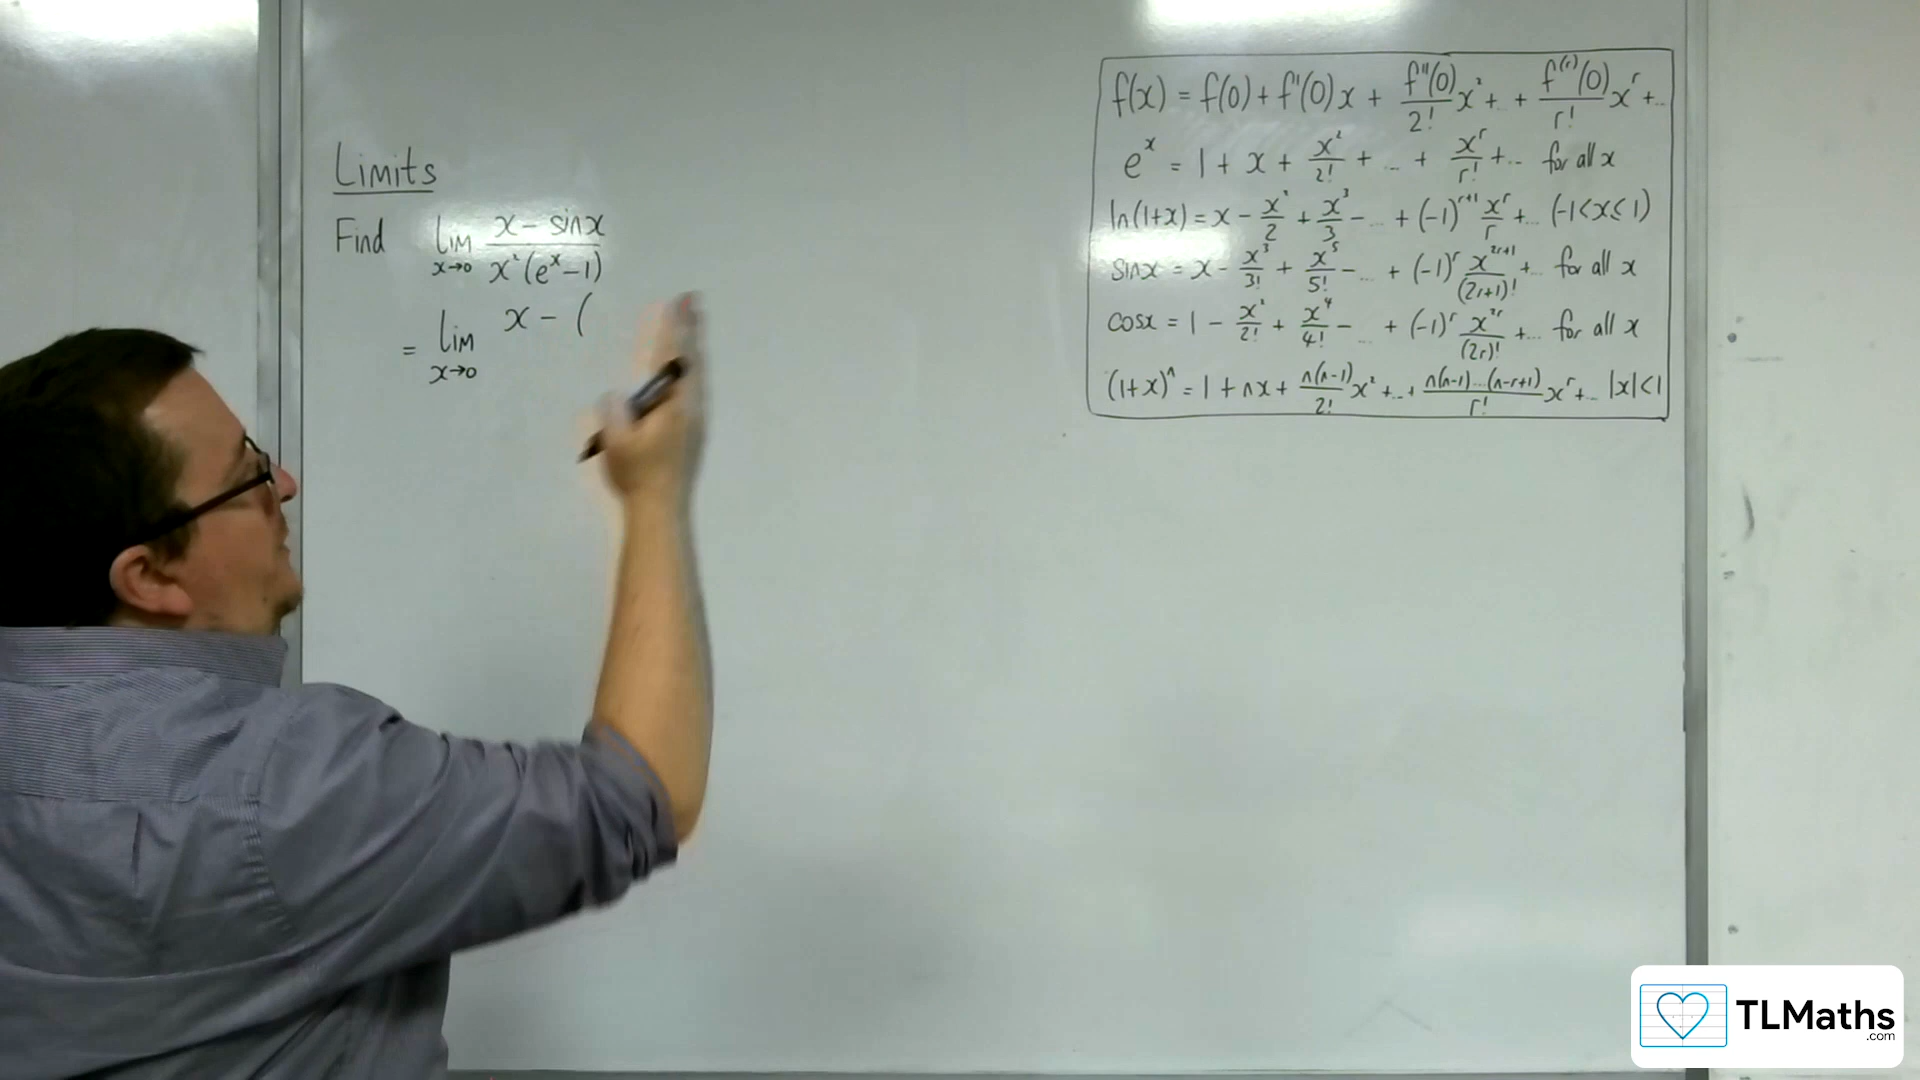 Limits
Find lim x→0 x − sinx / x²(eˣ−1)
= lim x→0 x − (
f(x) = f(0) + f'(0)x + f''(0)/2! x² + .. + f⁽ʳ⁾(0)/r! xʳ + ...
eˣ = 1 + x + x²/2! + ... + xʳ/r! + ... for all x
ln(1+x) = x − x²/2 + x³/3 − ... + (−1)ʳ⁺¹ xʳ/r + ... (−1<x≤1)
sinx = x − x³/3! + x⁵/5! − ... + (−1)ʳ x²ʳ⁺¹/(2r+1)! + ... for all x
cosx = 1 − x²/2! + x⁴/4! − ... + (−1)ʳ x²ʳ/(2r)! + ... for all x
(1+x)ⁿ = 1 + nx + n(n−1)/2! x² + ... + n(n−1)...(n−r+1)/r! xʳ + ... |x|<1
TLMaths
.com